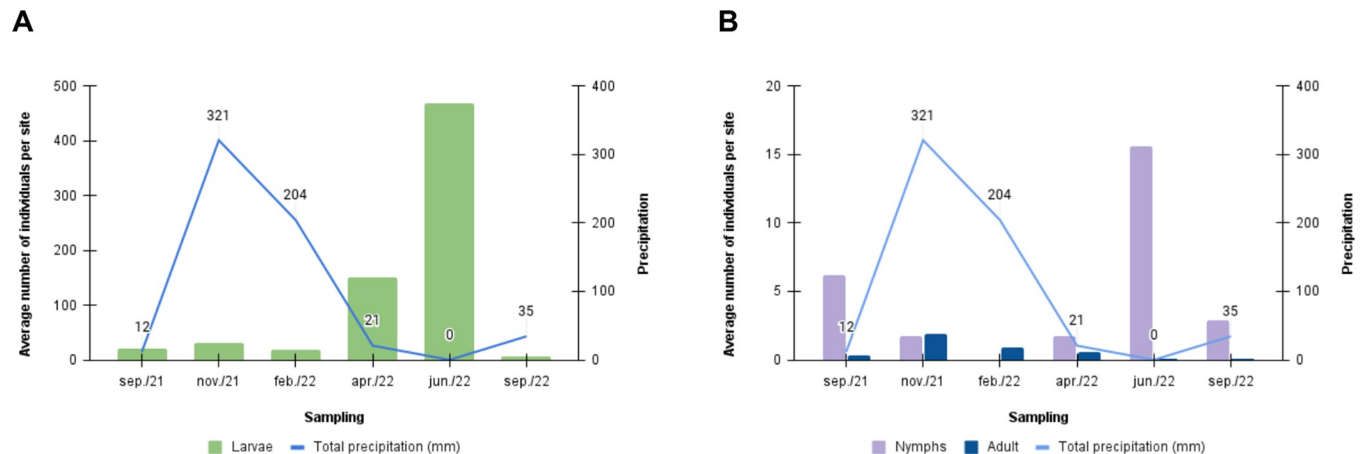 A
B
500
400
300
200
100
0
400
300
200
100
0
12
321
204
21
0
35
sep./21
nov./21
feb./22
apr./22
jun./22
sep./22
Average number of individuals per site
Precipitation
Sampling
Larvae
Total precipitation (mm)
20
15
10
5
0
400
300
200
100
0
12
321
204
21
0
35
sep./21
nov./21
feb./22
apr./22
jun./22
sep./22
Average number of individuals per site
Precipitation
Sampling
Nymphs
Adult
Total precipitation (mm)